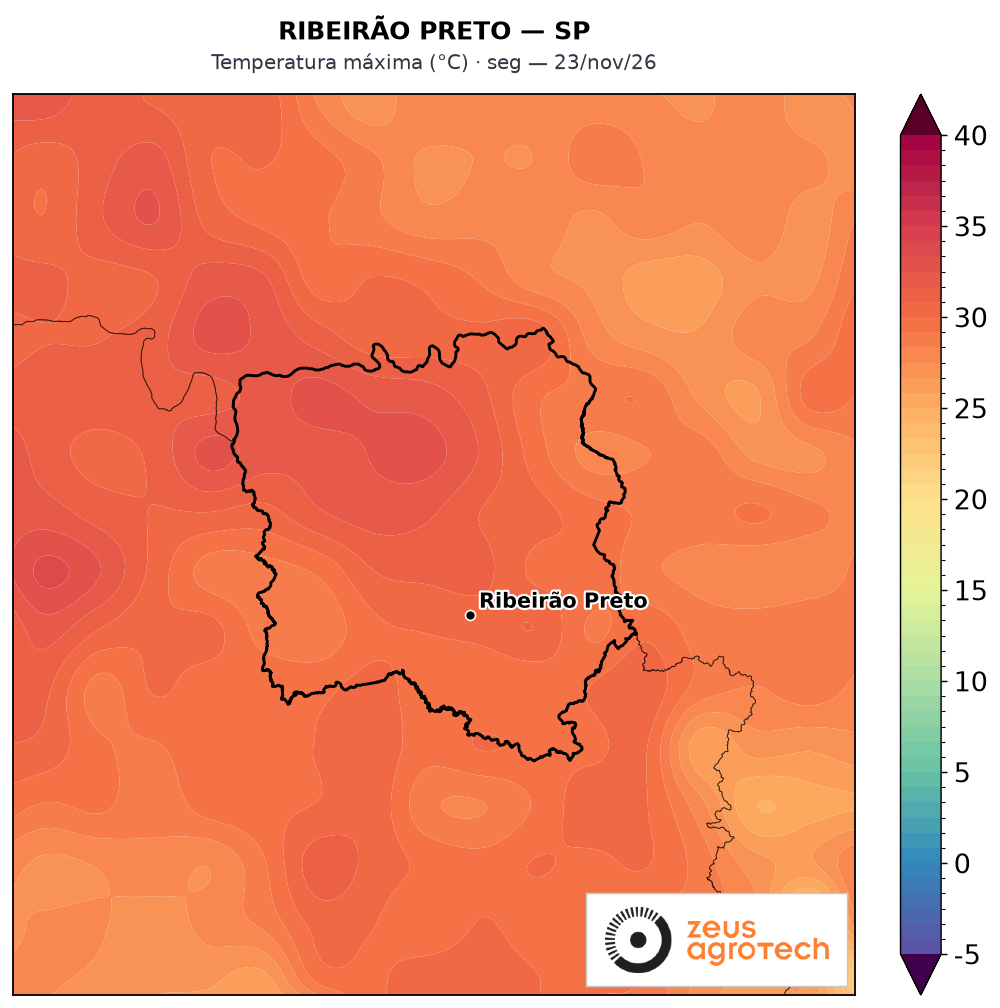 RIBEIRÃO PRETO — SP
Temperatura máxima (°C) · seg — 23/nov/26
40
35
30
25
20
15
10
5
0
-5
Ribeirão Preto
zeus
agrotech